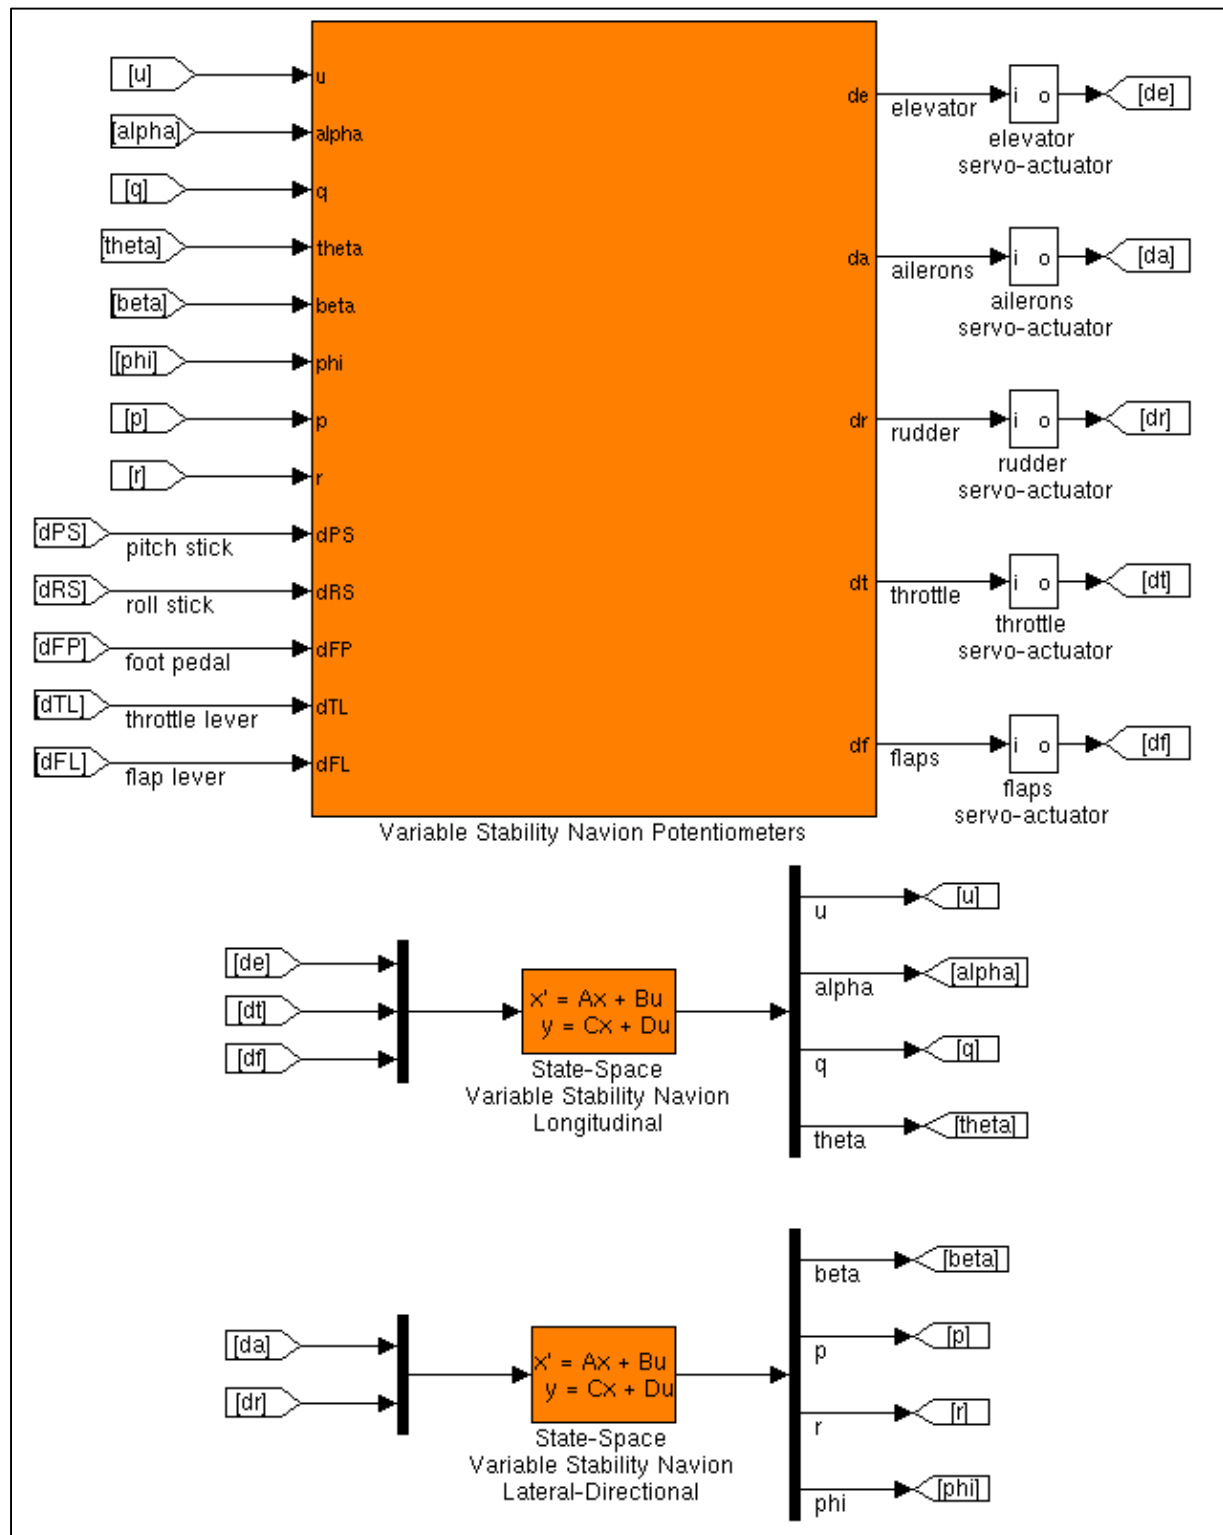 [u]
u
[alpha]
alpha
[q]
q
[theta]
theta
[beta]
beta
[phi]
phi
[p]
p
[r]
r
[dPS]
pitch stick
dPS
[dRS]
roll stick
dRS
[dFP]
foot pedal
dFP
[dTL]
throttle lever
dTL
[dFL]
flap lever
dFL
de
elevator
i o
elevator
servo-actuator
[de]
da
ailerons
i o
ailerons
servo-actuator
[da]
dr
rudder
i o
rudder
servo-actuator
[dr]
dt
throttle
i o
throttle
servo-actuator
[dt]
df
flaps
i o
flaps
servo-actuator
[df]
Variable Stability Navion Potentiometers
[de]
[dt]
[df]
x' = Ax + Bu
y = Cx + Du
State-Space
Variable Stability Navion
Longitudinal
u
[u]
alpha
[alpha]
q
[q]
theta
[theta]
[da]
[dr]
x' = Ax + Bu
y = Cx + Du
State-Space
Variable Stability Navion
Lateral-Directional
beta
[beta]
p
[p]
r
[r]
phi
[phi]